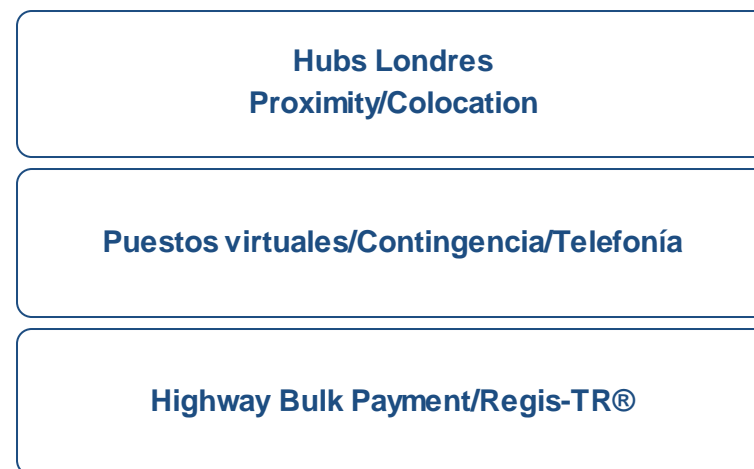 Hubs Londres
Proximity/Colocation
Puestos virtuales/Contingencia/Telefonía
Highway Bulk Payment/Regis-TR®